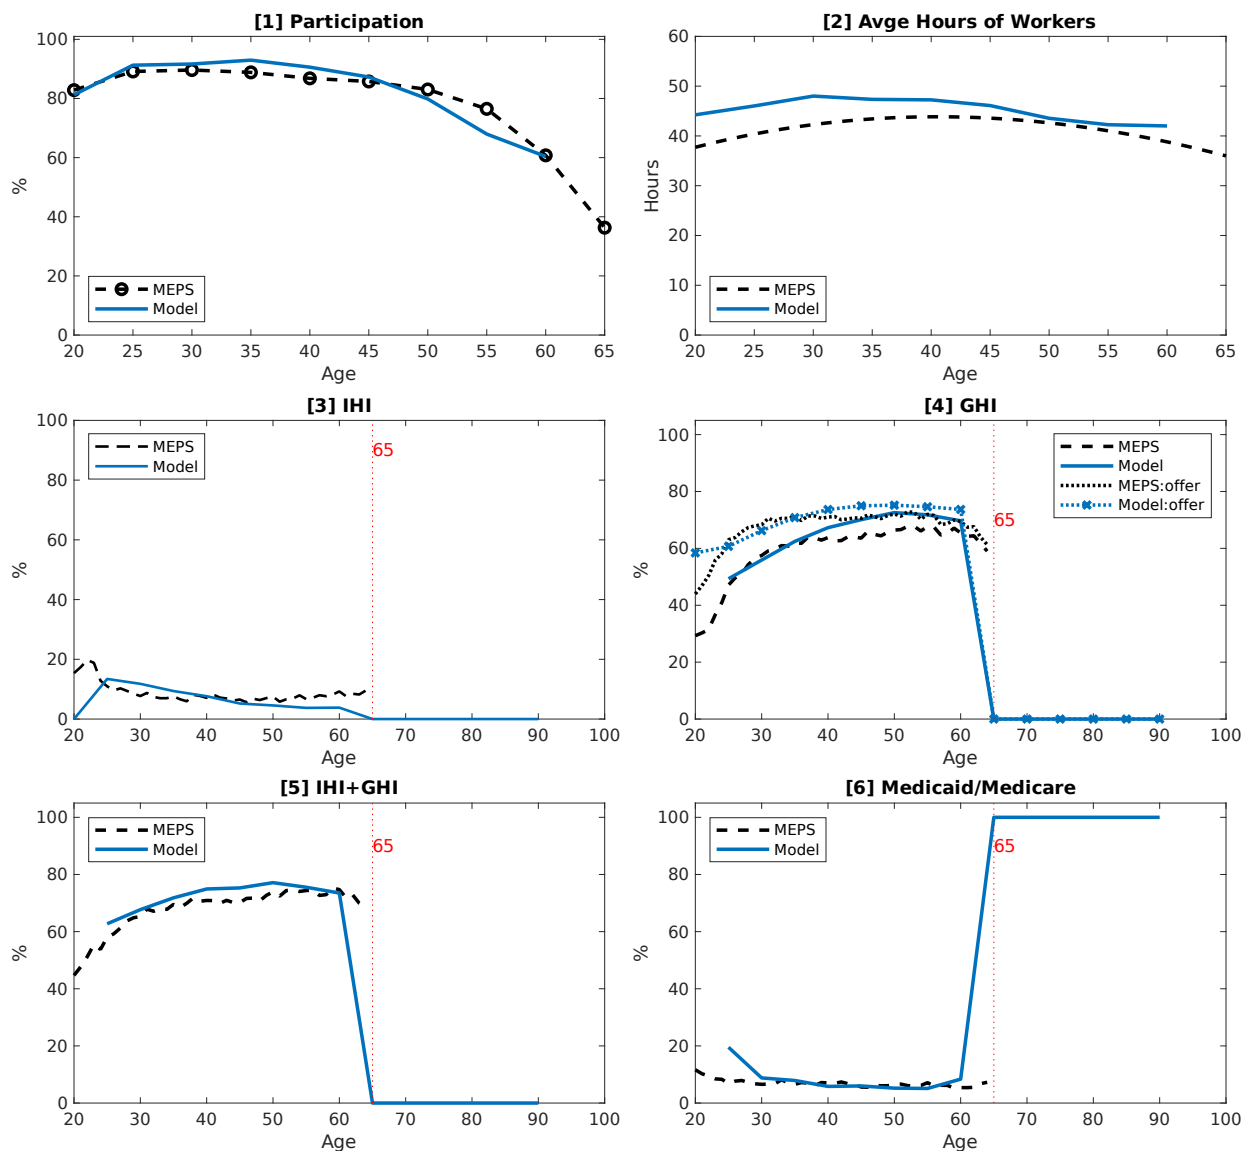 [1] Participation
100
80
60
40
20
0
%
20 25 30 35 40 45 50 55 60 65
Age
MEPS
Model
[2] Avge Hours of Workers
60
50
40
30
20
10
0
Hours
20 25 30 35 40 45 50 55 60 65
Age
MEPS
Model
[3] IHI
100
80
60
40
20
0
%
20 30 40 50 60 70 80 90 100
Age
MEPS
Model
65
[4] GHI
100
80
60
40
20
0
%
20 30 40 50 60 70 80 90 100
Age
MEPS
Model
MEPS:offer
Model:offer
65
[5] IHI+GHI
100
80
60
40
20
0
%
20 30 40 50 60 70 80 90 100
Age
MEPS
Model
65
[6] Medicaid/Medicare
100
80
60
40
20
0
%
20 30 40 50 60 70 80 90 100
Age
MEPS
Model
65